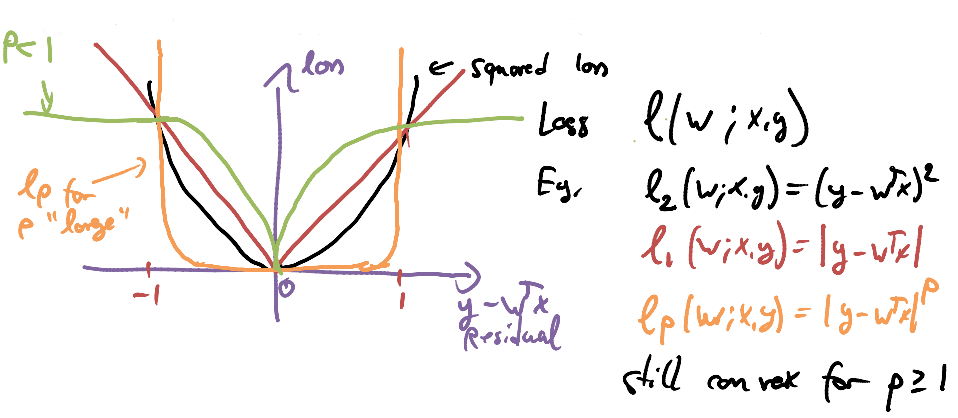 p < 1
loss
squared loss
lp for
p "large"
-1
0
1
y - wᵀx
Residual
Loss l(w; x,y)
Eg. l₂(w; x,y) = (y - wᵀx)²
l₁(w; x,y) = |y - wᵀx|
lₚ(w; x,y) = |y - wᵀx|ᵖ
still convex for p ≥ 1